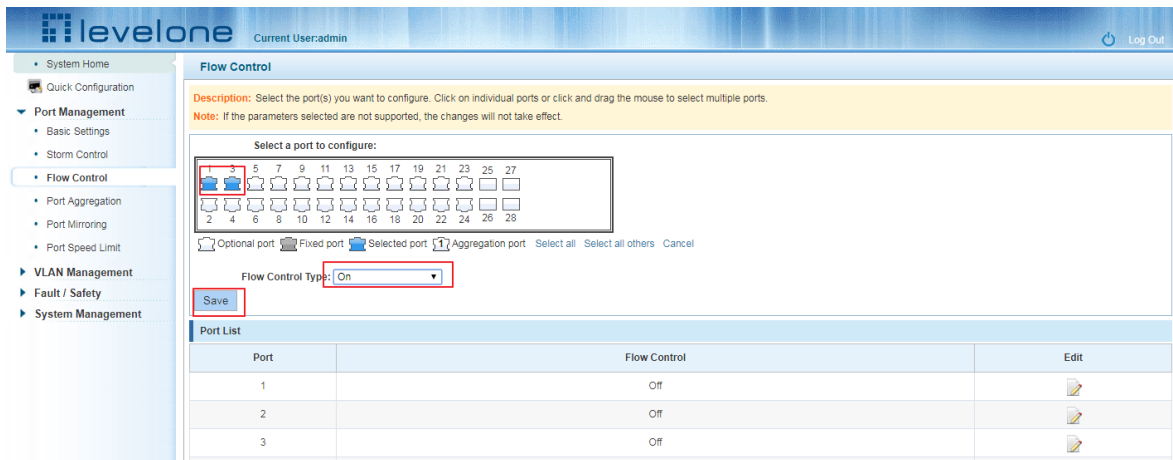 levelone Current User:admin Log Out
System Home
Quick Configuration
Port Management
Basic Settings
Storm Control
Flow Control
Port Aggregation
Port Mirroring
Port Speed Limit
VLAN Management
Fault / Safety
System Management
Flow Control
Description: Select the port(s) you want to configure. Click on individual ports or click and drag the mouse to select multiple ports.
Note: If the parameters selected are not supported, the changes will not take effect.
Select a port to configure:
1 3 5 7 9 11 13 15 17 19 21 23 25 27
2 4 6 8 10 12 14 16 18 20 22 24 26 28
Optional port Fixed port Selected port 1 Aggregation port Select all Select all others Cancel
Flow Control Type: On
Save
Port List
Port Flow Control Edit
1 Off
2 Off
3 Off